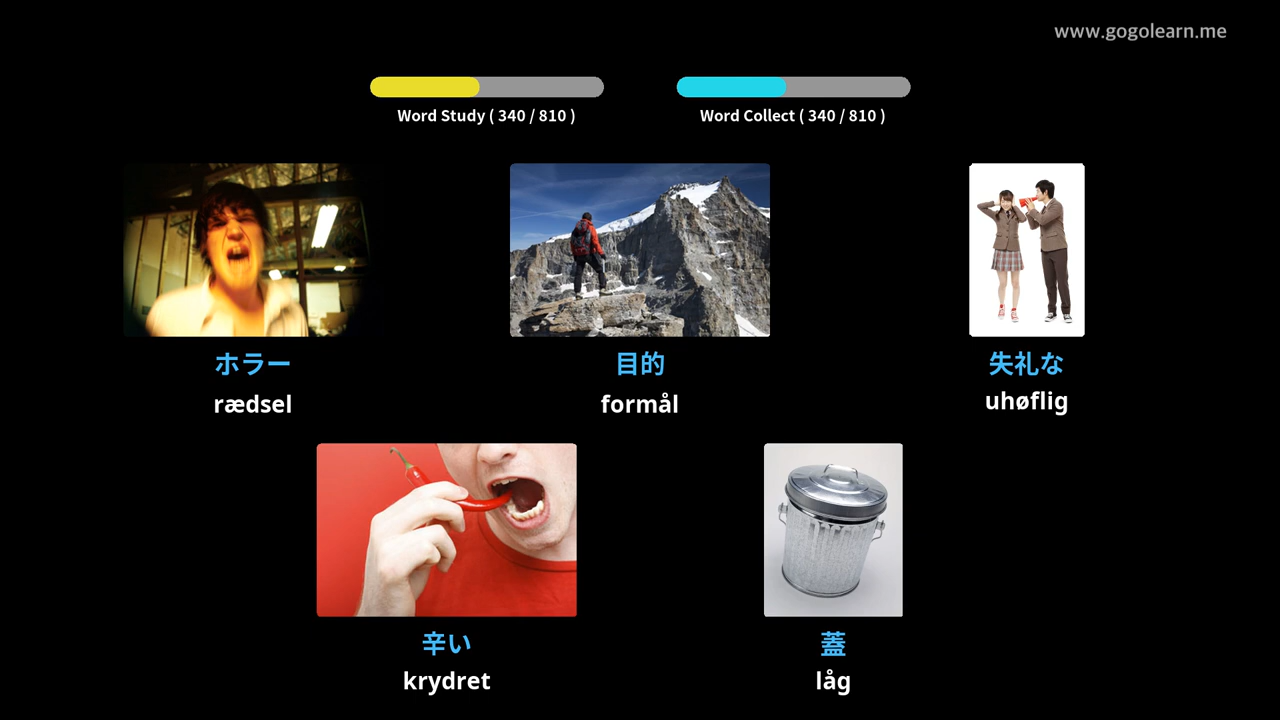 www.gogolearn.me
Word Study ( 340 / 810 )
Word Collect ( 340 / 810 )
ホラー
rædsel
目的
formål
失礼な
uhøflig
辛い
krydret
蓋
låg